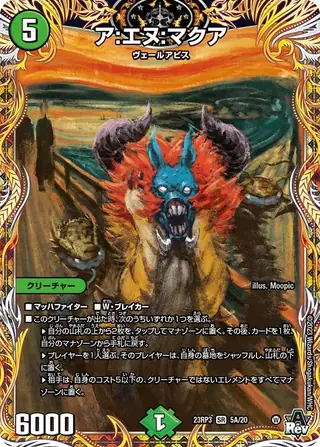 5
ア:エヌ:マクア
ヴェールアビス
illus. Moopic
クリーチャー
■ マッハファイター ■ W・ブレイカー
■ このクリーチャーが出た時、次のうちいずれか1つを選ぶ。
▶ 自分の山札の上から2枚を、タップしてマナゾーンに置く。その後、カードを1枚、
自分のマナゾーンから手札に戻す。
▶ プレイヤーを1人選ぶ。そのプレイヤーは、自身の墓地をシャッフルし、山札の下
に置く。
▶ 相手は、自身のコスト5以下の、クリーチャーではないエレメントをすべてマナ
ゾーンに置く。
6000
1
23RP3 SR 5A/20
W
Rev